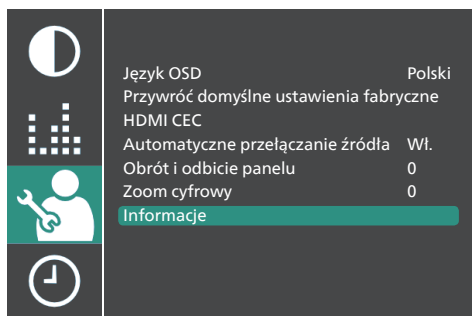 Język OSD Polski
Przywróć domyślne ustawienia fabryczne
HDMI CEC
Automatyczne przełączanie źródła Wł.
Obrót i odbicie panelu 0
Zoom cyfrowy 0
Informacje